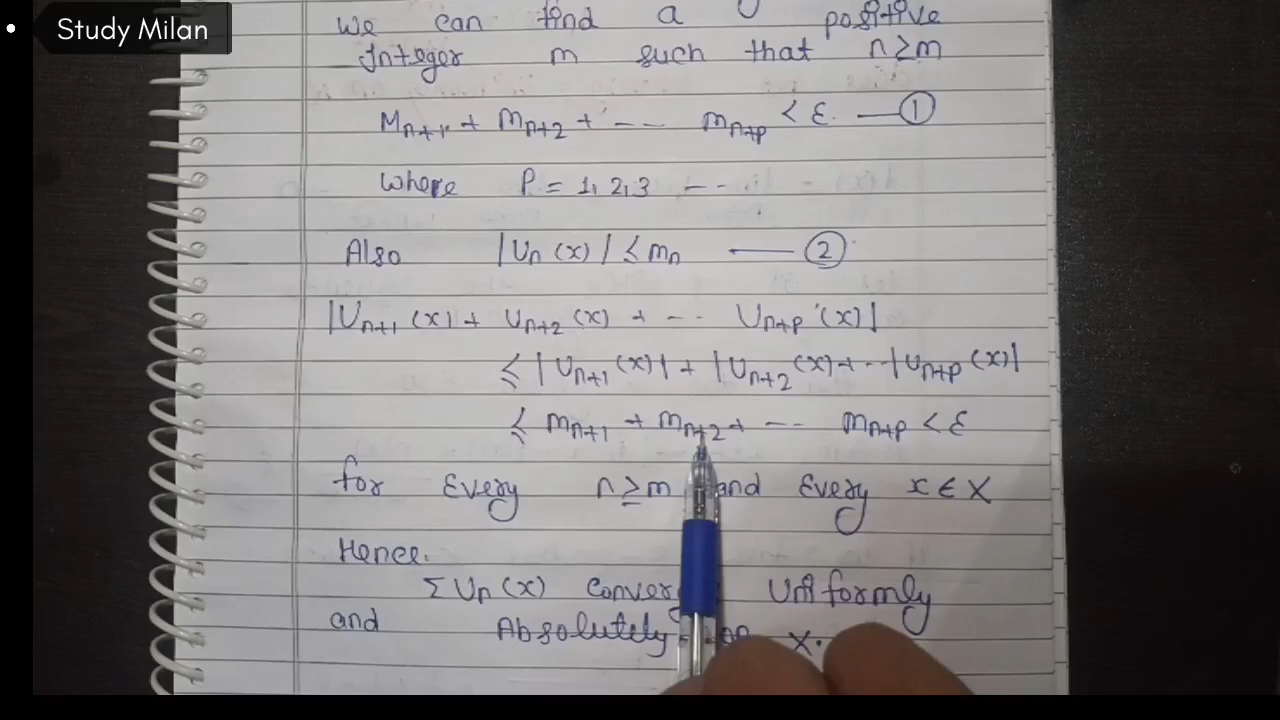 Study Milan
We can find a positive
Integer m such that n≥m
Mn+1 + Mn+2 + -- mn+p < ε. —①
Where P = 1, 2, 3 --
Also |Un(x)| ≤ mn —②
|Un+1(x) + Un+2(x) + -- Un+p(x)|
≤ |Un+1(x)| + |Un+2(x) + --|Un+p(x)|
≤ mn+1 + mn+2 + -- mn+p < ε
for Every n≥m and Every x ∈ X
Hence.
Σ Un(x) Uniformly
and Absolutely X.